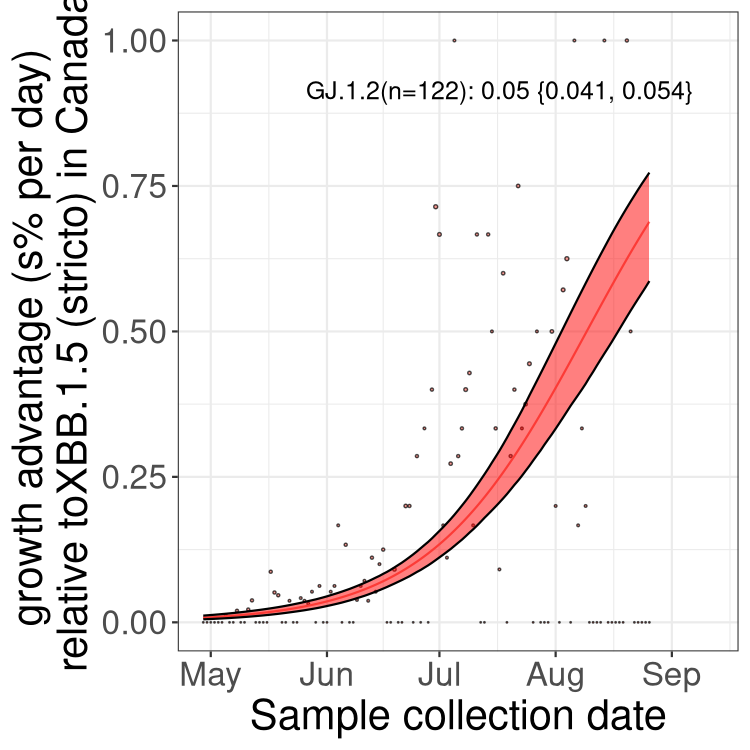 growth advantage (s% per day)
relative toXBB.1.5 (stricto) in Canada
1.00
0.75
0.50
0.25
0.00
GJ.1.2(n=122): 0.05 {0.041, 0.054}
May Jun Jul Aug Sep
Sample collection date